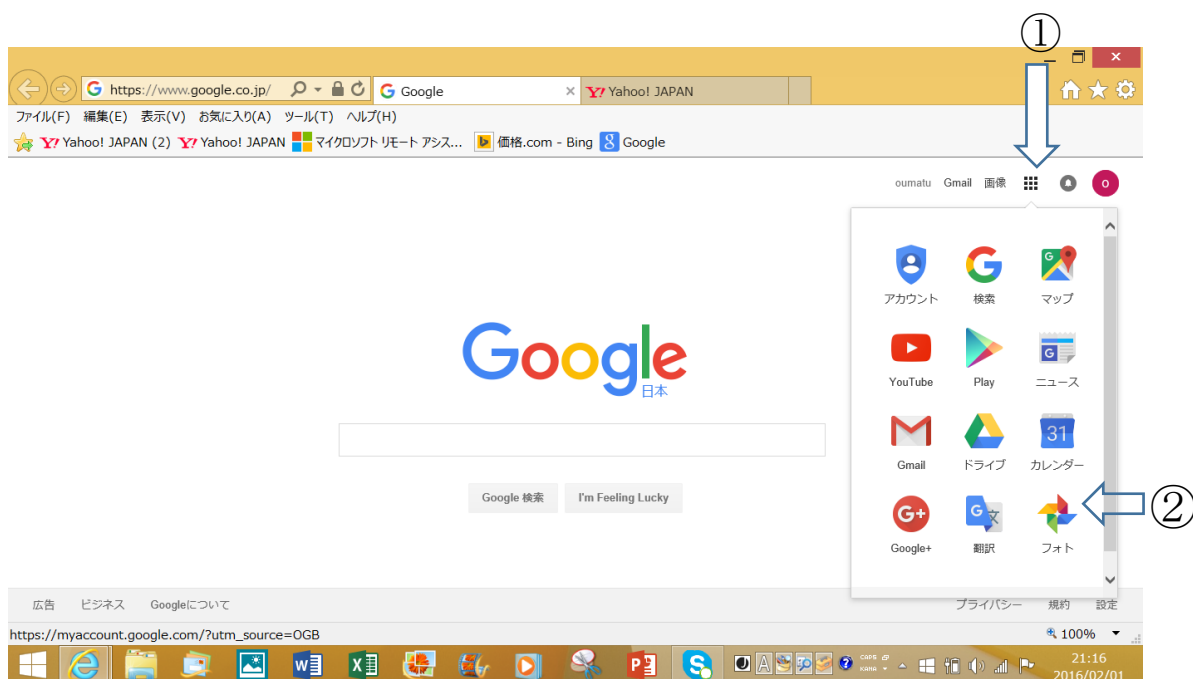 ①
https://www.google.co.jp/ Google Yahoo! JAPAN
ファイル(F) 編集(E) 表示(V) お気に入り(A) ツール(T) ヘルプ(H)
Yahoo! JAPAN (2) Yahoo! JAPAN マイクロソフト リモート アシス... 価格.com - Bing Google
oumatu Gmail 画像 o
アカウント 検索 マップ
Google
日本
YouTube Play ニュース
31
Gmail ドライブ カレンダー
Google 検索 I'm Feeling Lucky
②
Google+ 翻訳 フォト
広告 ビジネス Googleについて プライバシー 規約 設定
https://myaccount.google.com/?utm_source=OGB 100%
CAPS
KANA
21:16
2016/02/01